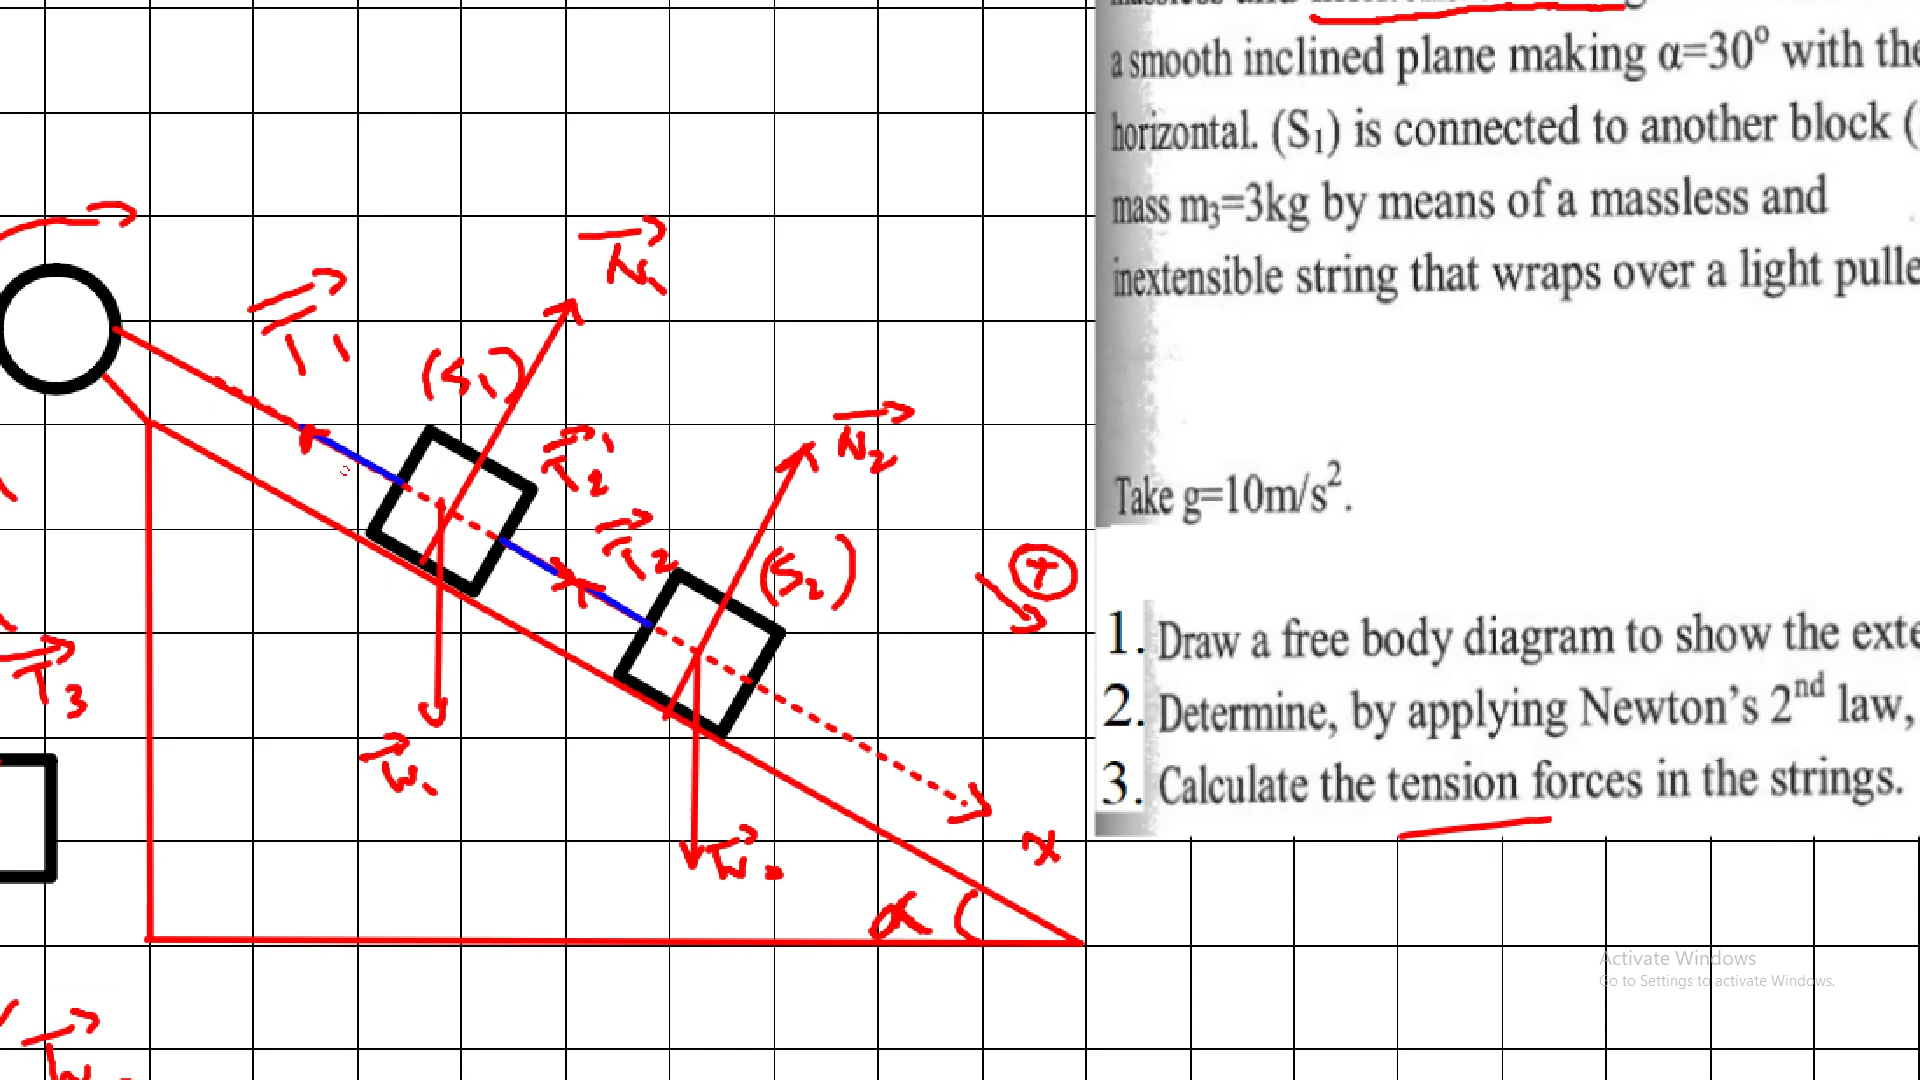 a smooth inclined plane making α=30° with the
horizontal. (S₁) is connected to another block (
mass m₃=3kg by means of a massless and
inextensible string that wraps over a light pulle
Take g=10m/s².
1. Draw a free body diagram to show the exte
2. Determine, by applying Newton's 2ⁿᵈ law,
3. Calculate the tension forces in the strings.
N₁
T₁
(S₁)
T₂'
N₂
T₂
(S₂)
+
T₃
W₁
W₂
x
α
Activate Windows
Go to Settings to activate Windows.